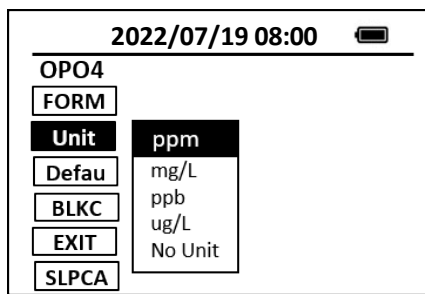 2022/07/19 08:00
OPO4
FORM
Unit
Defau
BLKC
EXIT
SLPCA
ppm
mg/L
ppb
ug/L
No Unit